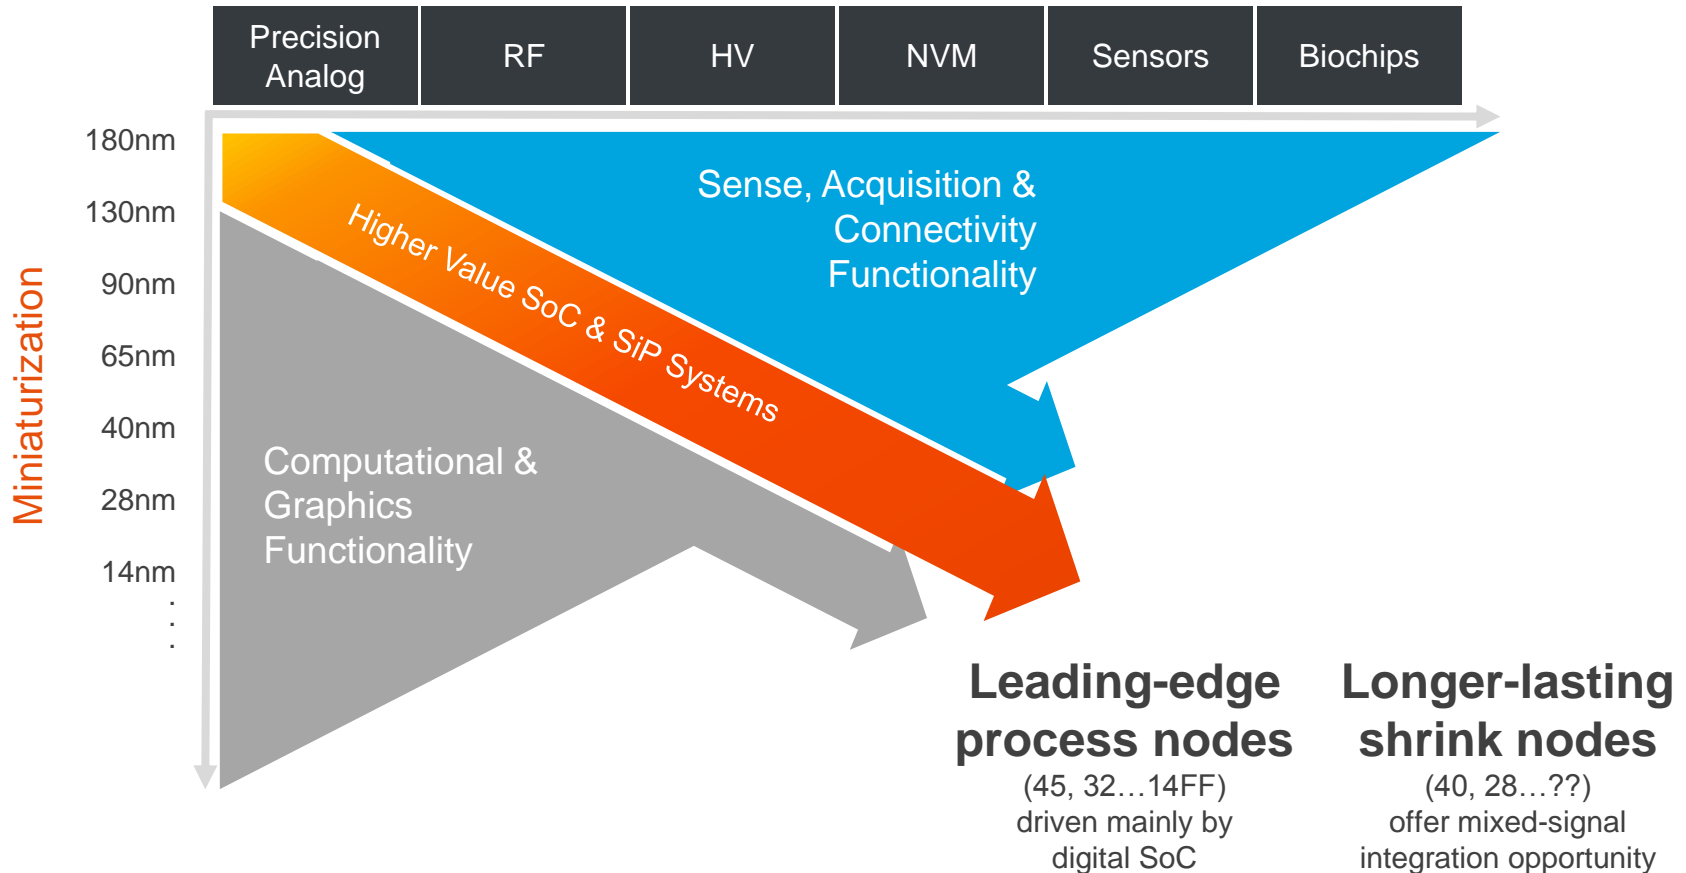 Precision
Analog
RF
HV
NVM
Sensors
Biochips
Miniaturization
180nm
130nm
90nm
65nm
40nm
28nm
14nm
.
.
.
Sense, Acquisition &
Connectivity
Functionality
Higher Value SoC & SiP Systems
Computational &
Graphics
Functionality
Leading-edge
process nodes
(45, 32…14FF)
driven mainly by
digital SoC
Longer-lasting
shrink nodes
(40, 28…??)
offer mixed-signal
integration opportunity